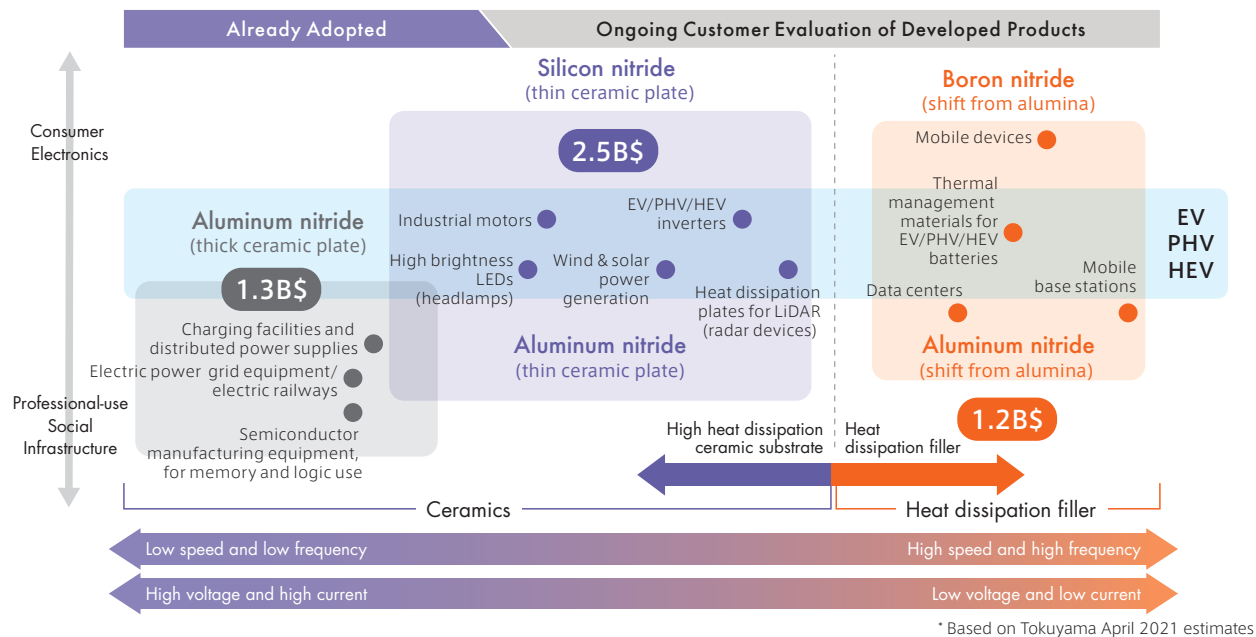 Already Adopted
Ongoing Customer Evaluation of Developed Products
Consumer
Electronics
Professional-use
Social
Infrastructure
Silicon nitride
(thin ceramic plate)
2.5B$
Boron nitride
(shift from alumina)
Mobile devices
Aluminum nitride
(thick ceramic plate)
1.3B$
Industrial motors
EV/PHV/HEV
inverters
High brightness
LEDs
(headlamps)
Wind & solar
power
generation
Heat dissipation
plates for LiDAR
(radar devices)
Thermal
management
materials for
EV/PHV/HEV
batteries
Mobile
base stations
Data centers
EV
PHV
HEV
Charging facilities and
distributed power supplies
Electric power grid equipment/
electric railways
Semiconductor
manufacturing equipment,
for memory and logic use
Aluminum nitride
(thin ceramic plate)
Aluminum nitride
(shift from alumina)
1.2B$
High heat dissipation
ceramic substrate
Heat
dissipation filler
Ceramics
Heat dissipation filler
Low speed and low frequency
High speed and high frequency
High voltage and high current
Low voltage and low current
* Based on Tokuyama April 2021 estimates